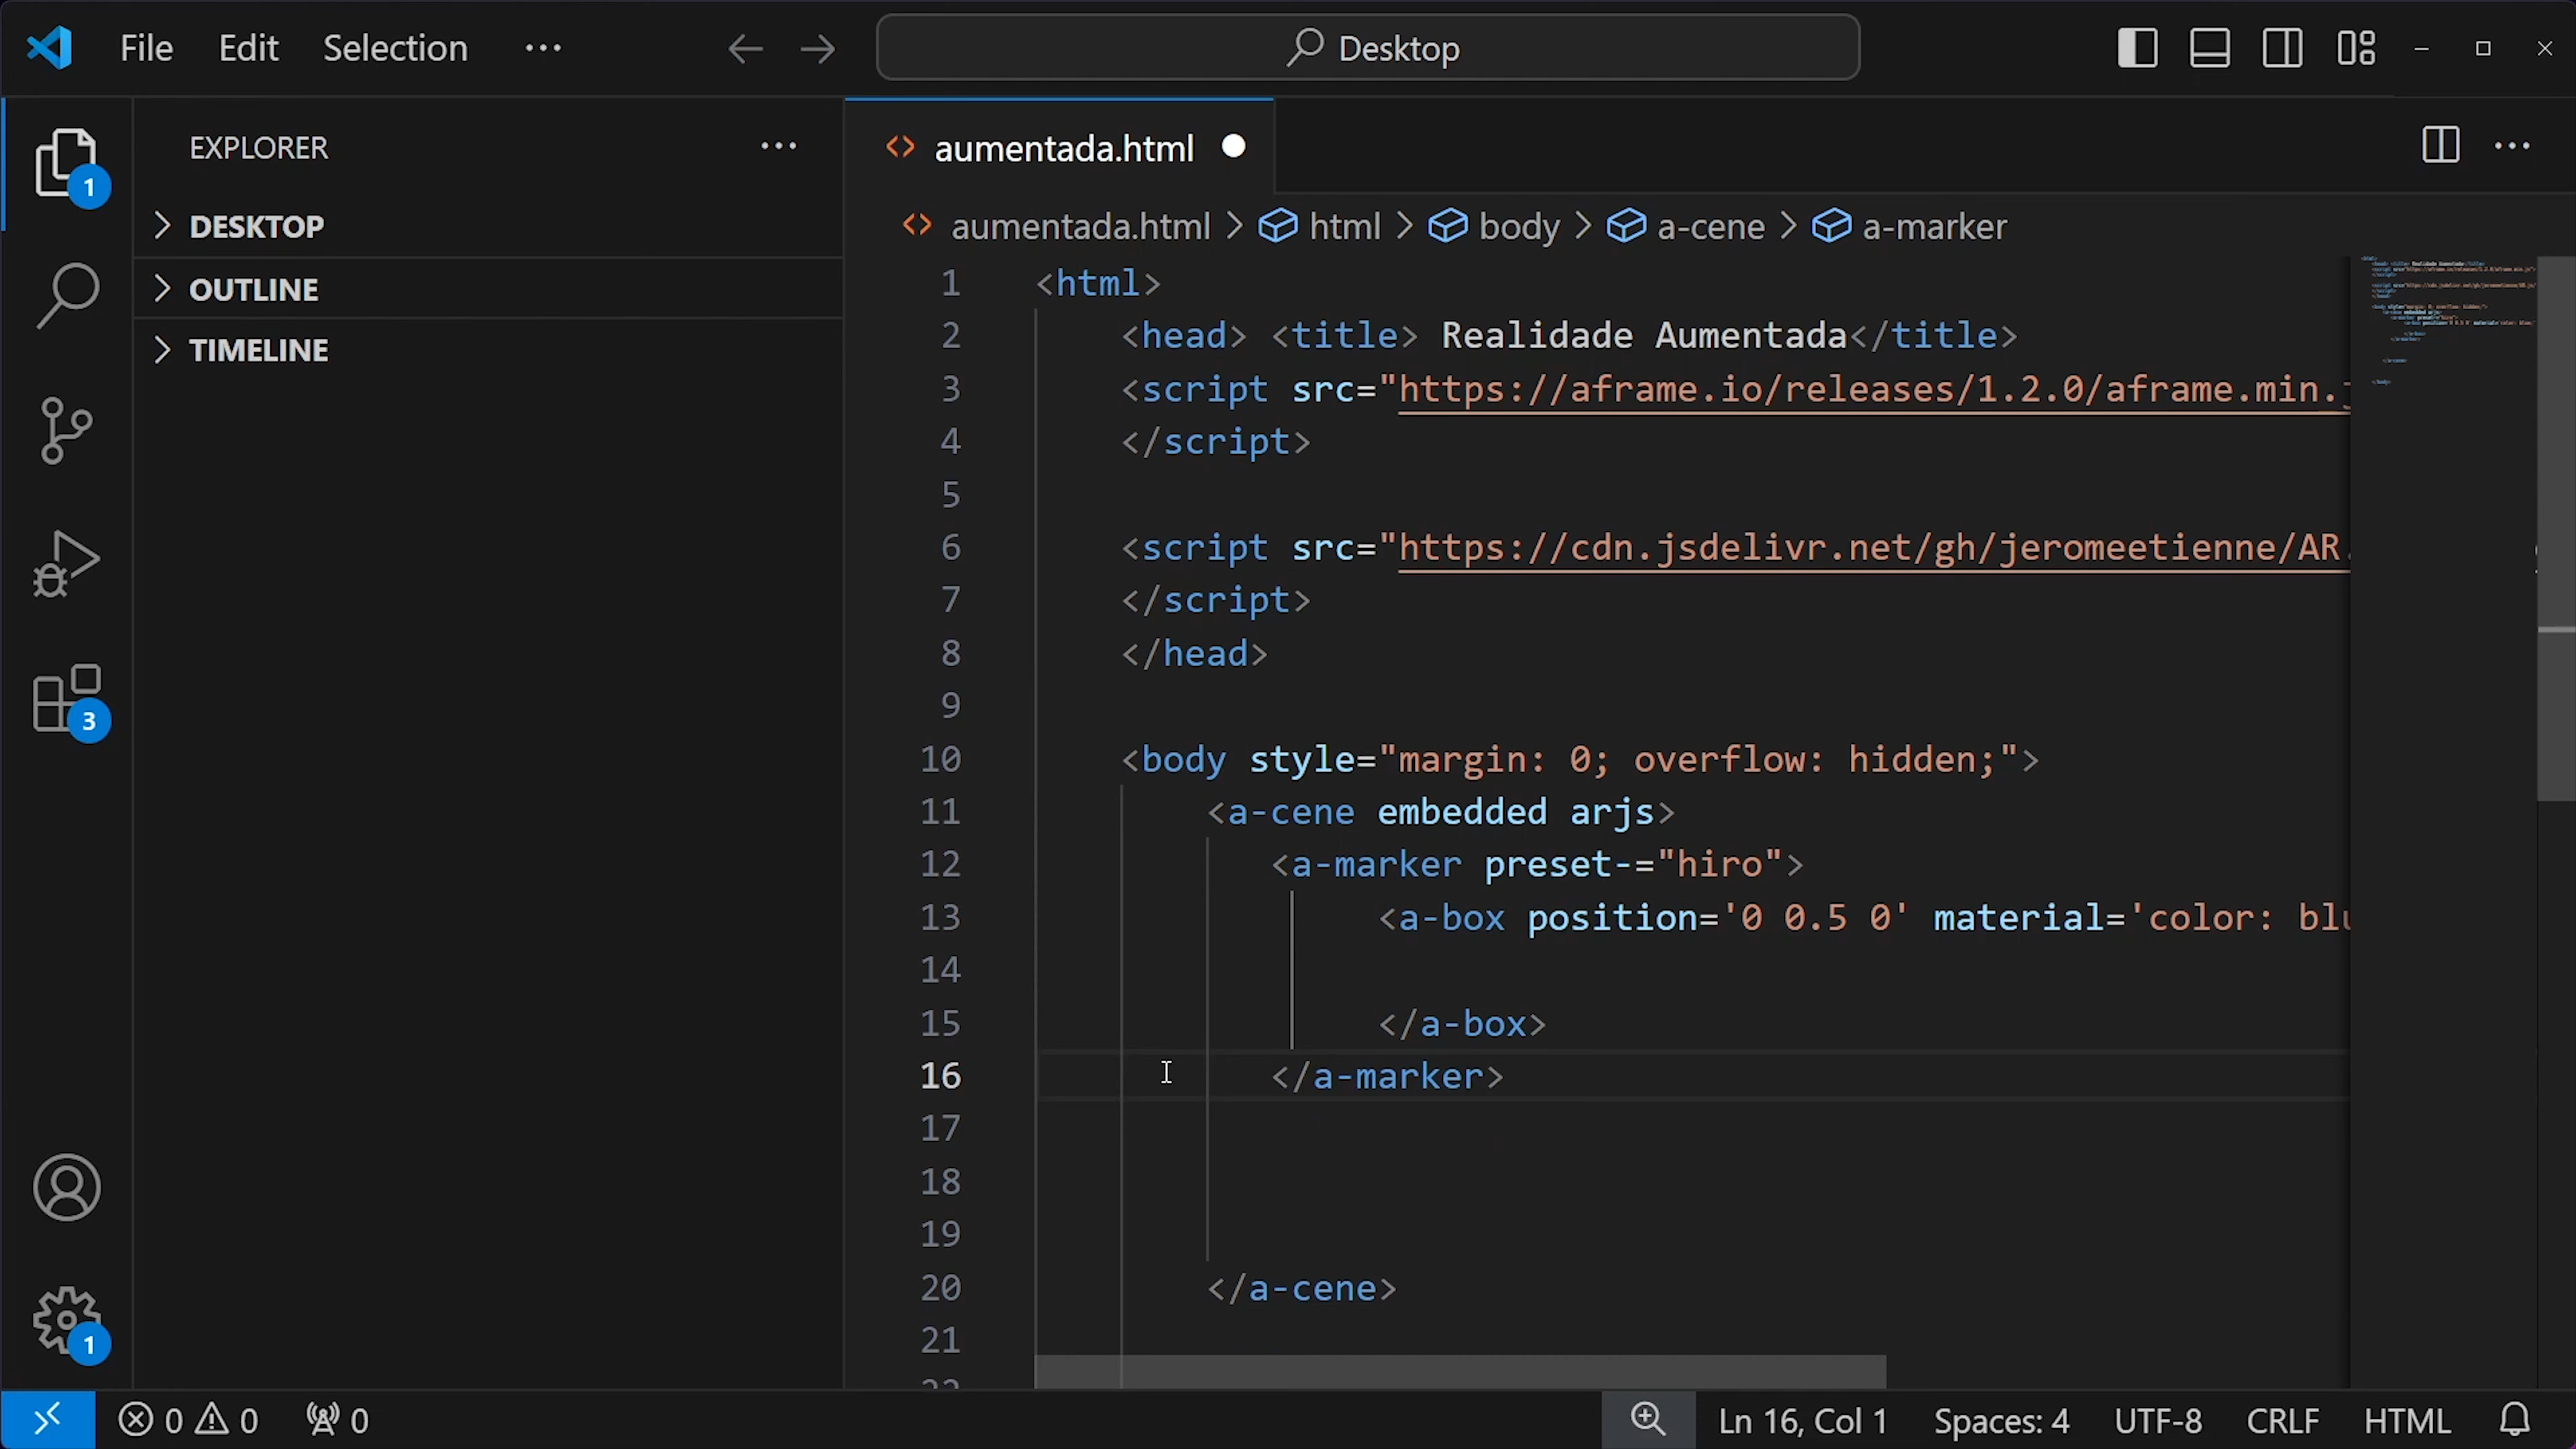 File Edit Selection ···
Desktop
EXPLORER ···
DESKTOP
OUTLINE
TIMELINE
1
3
1
aumentada.html
···
aumentada.html > html > body > a-cene > a-marker
1 <html>
2 <head> <title> Realidade Aumentada</title>
3 <script src="https://aframe.io/releases/1.2.0/aframe.min.
4 </script>
5
6 <script src="https://cdn.jsdelivr.net/gh/jeromeetienne/AR.
7 </script>
8 </head>
9
10 <body style="margin: 0; overflow: hidden;">
11 <a-cene embedded arjs>
12 <a-marker preset-="hiro">
13 <a-box position='0 0.5 0' material='color: blu
14
15 </a-box>
16 </a-marker>
17
18
19
20 </a-cene>
21
0 0 0
Ln 16, Col 1 Spaces: 4 UTF-8 CRLF HTML